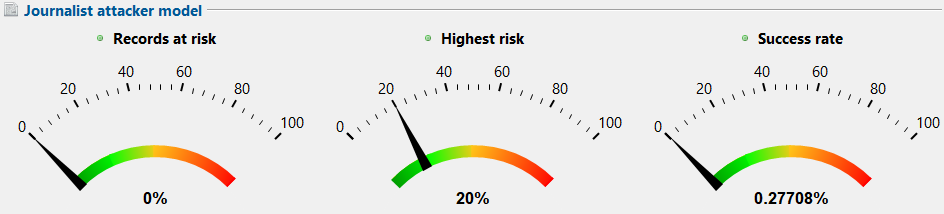 Journalist attacker model
Records at risk
Highest risk
Success rate
0 20 40 60 80 100
0 20 40 60 80 100
0 20 40 60 80 100
0%
20%
0.27708%